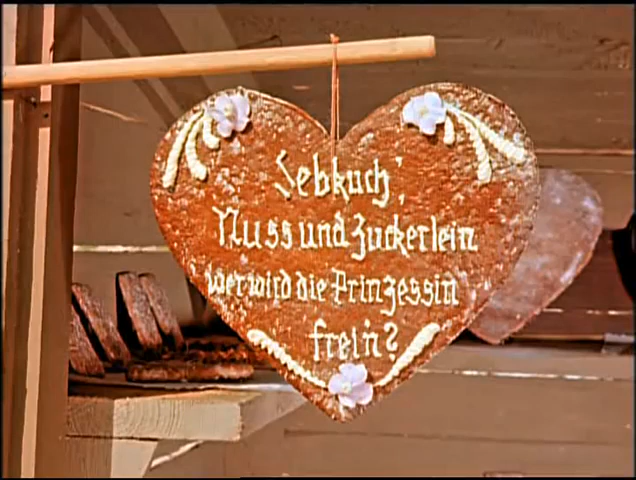 Lebkuch',
Nuss und Zuckerlein
wer wird die Prinzessin
frein?